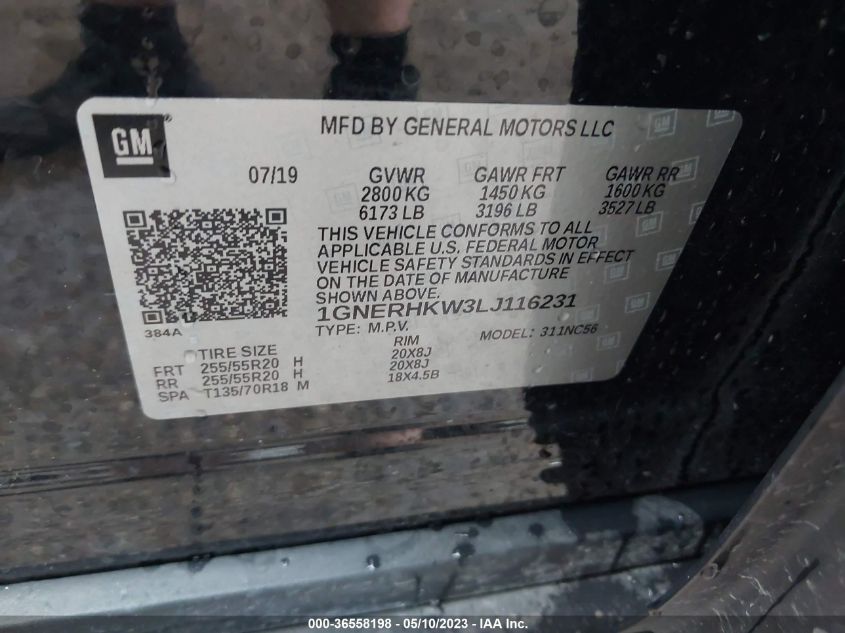 GM
MFD BY GENERAL MOTORS LLC
07/19 GVWR GAWR FRT GAWR RR
2800 KG 1450 KG 1600 KG
6173 LB 3196 LB 3527 LB
THIS VEHICLE CONFORMS TO ALL
APPLICABLE U.S. FEDERAL MOTOR
VEHICLE SAFETY STANDARDS IN EFFECT
ON THE DATE OF MANUFACTURE
SHOWN ABOVE.
384A
1GNERHKW3LJ116231
TYPE: M.P.V. MODEL: 311NC56
TIRE SIZE RIM
FRT 255/55R20 H 20X8J
RR 255/55R20 H 20X8J
SPA T135/70R18 M 18X4.5B
000-36558198 - 05/10/2023 - IAA Inc.